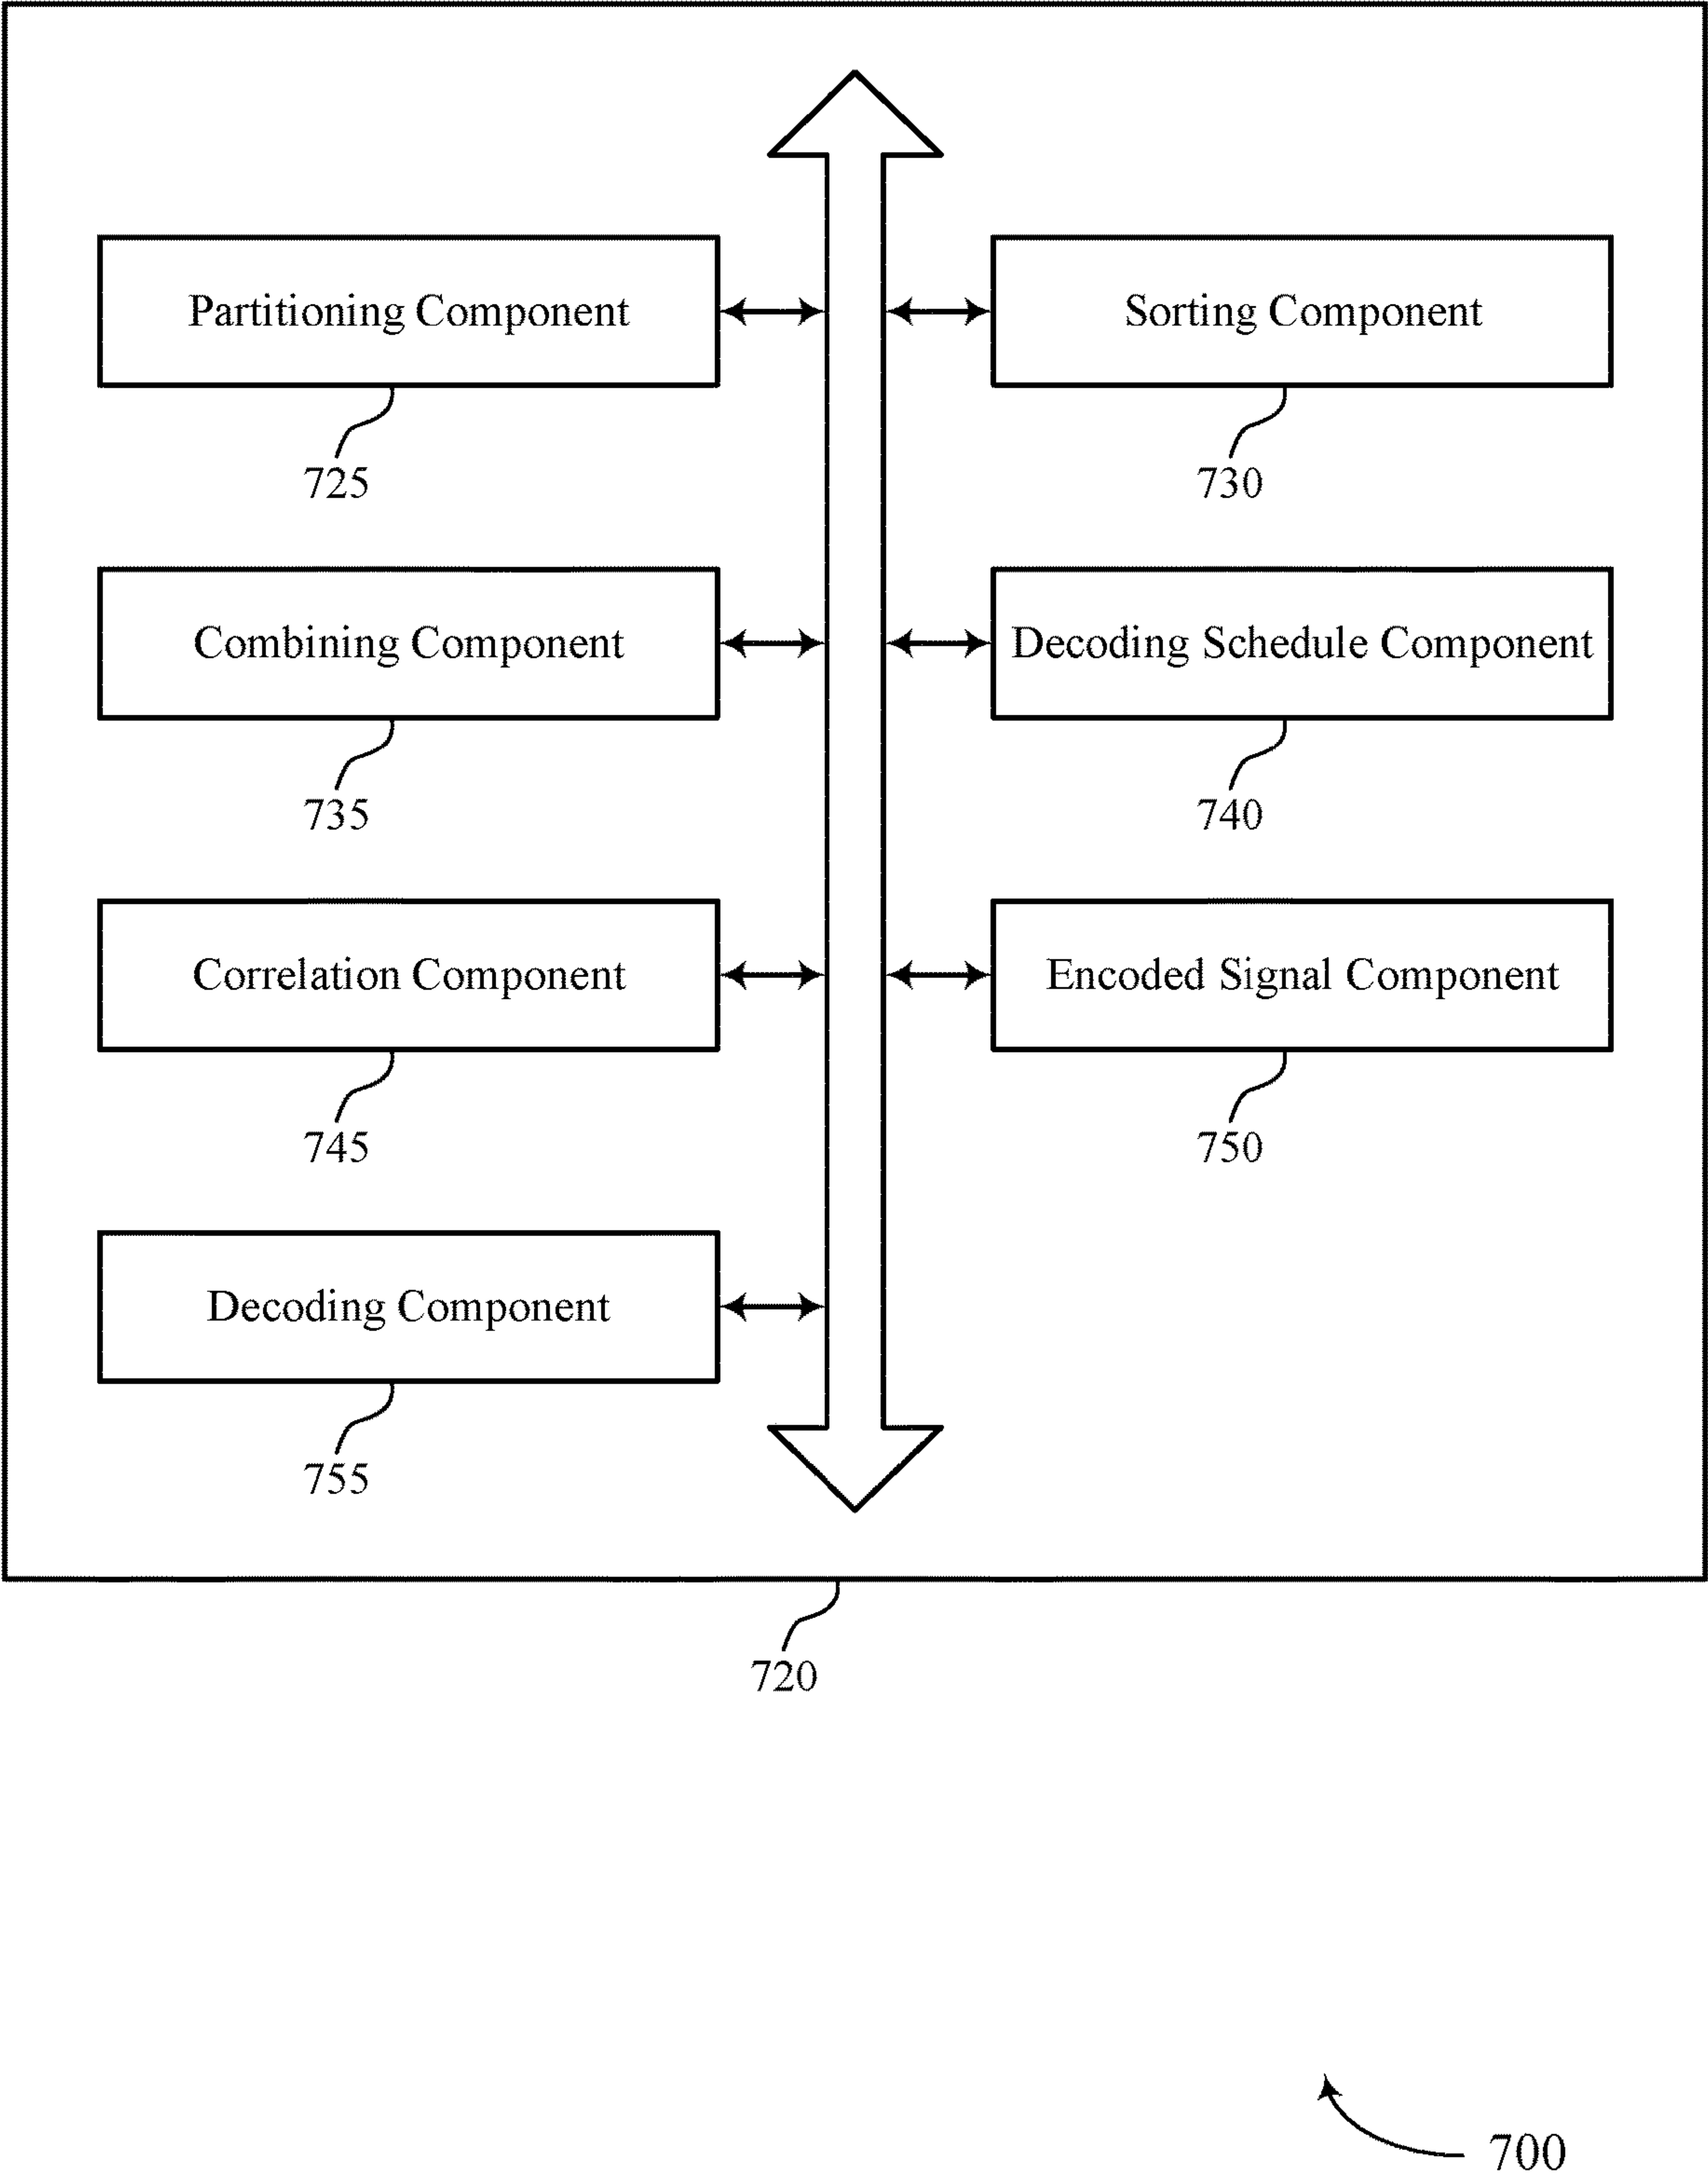 Partitioning Component
Sorting Component
725
730
Combining Component
Decoding Schedule Component
735
740
Correlation Component
Encoded Signal Component
745
750
Decoding Component
755
720
700